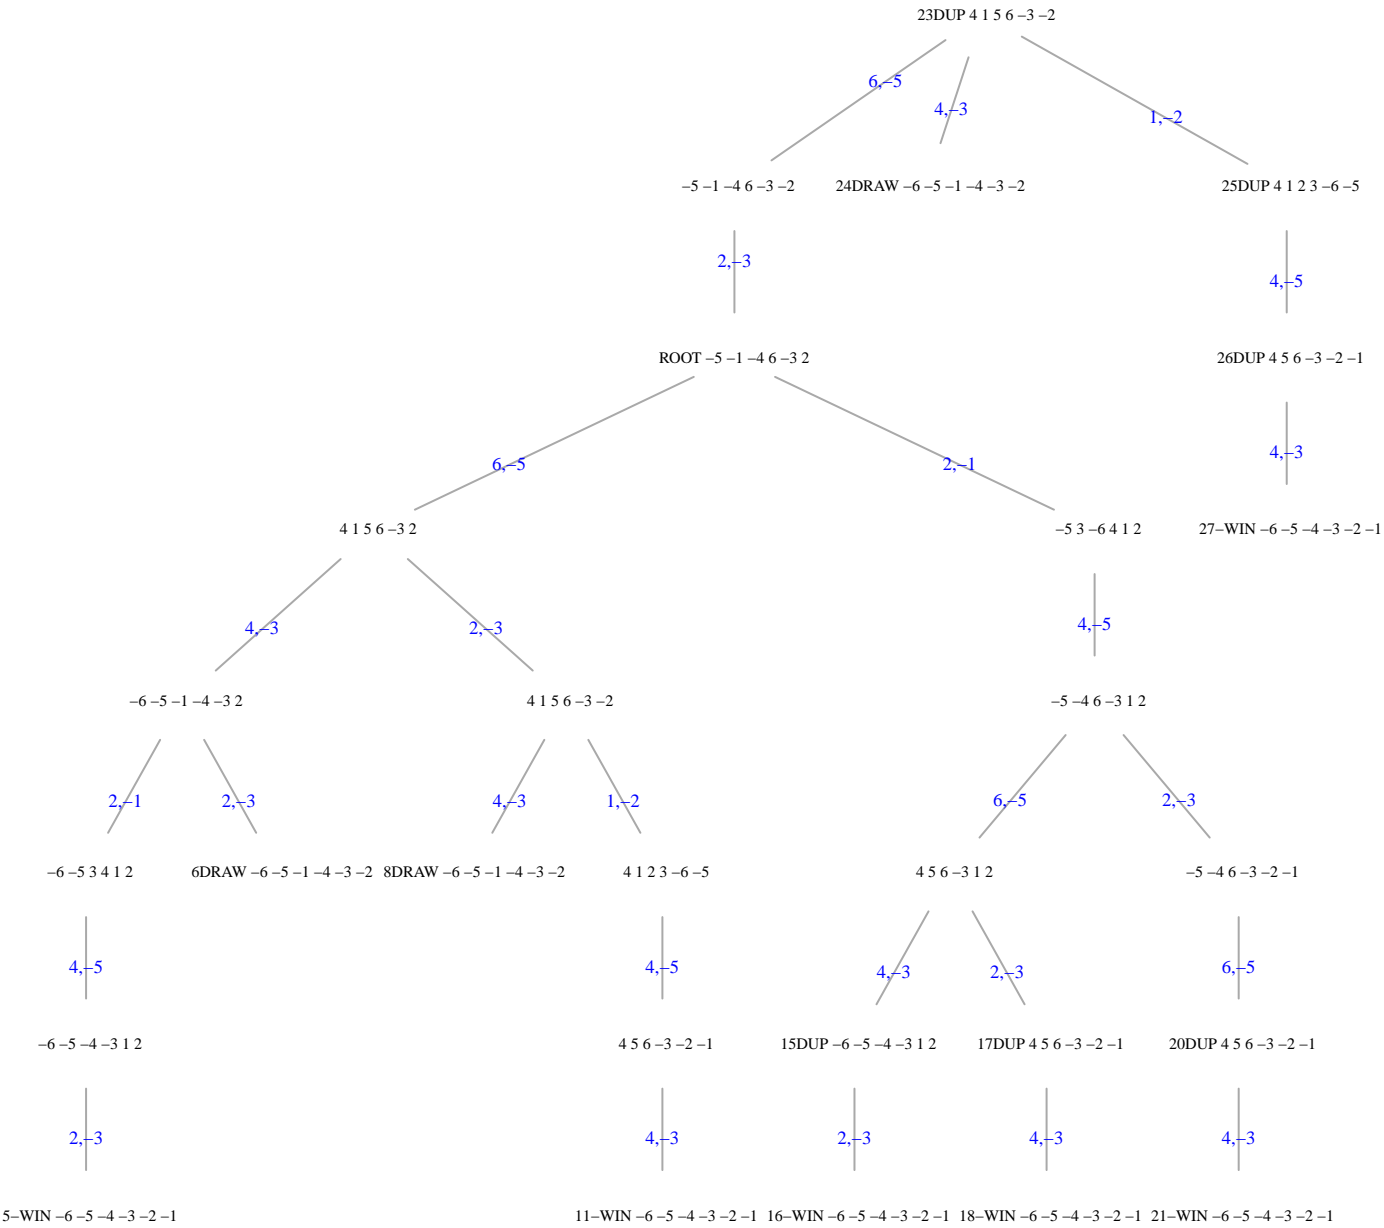 23DUP 4 1 5 6 –3 –2
6,–5
4,–3
1,–2
–5 –1 –4 6 –3 –2
24DRAW –6 –5 –1 –4 –3 –2
25DUP 4 1 2 3 –6 –5
2,–3
4,–5
ROOT –5 –1 –4 6 –3 2
26DUP 4 5 6 –3 –2 –1
6,–5
2,–1
4,–3
4 1 5 6 –3 2
–5 3 –6 4 1 2
27–WIN –6 –5 –4 –3 –2 –1
4,–3
2,–3
4,–5
–6 –5 –1 –4 –3 2
4 1 5 6 –3 –2
–5 –4 6 –3 1 2
2,–1
2,–3
4,–3
1,–2
6,–5
2,–3
–6 –5 3 4 1 2
6DRAW –6 –5 –1 –4 –3 –2
8DRAW –6 –5 –1 –4 –3 –2
4 1 2 3 –6 –5
4 5 6 –3 1 2
–5 –4 6 –3 –2 –1
4,–5
4,–5
4,–3
2,–3
6,–5
–6 –5 –4 –3 1 2
4 5 6 –3 –2 –1
15DUP –6 –5 –4 –3 1 2
17DUP 4 5 6 –3 –2 –1
20DUP 4 5 6 –3 –2 –1
2,–3
4,–3
2,–3
4,–3
4,–3
5–WIN –6 –5 –4 –3 –2 –1
11–WIN –6 –5 –4 –3 –2 –1
16–WIN –6 –5 –4 –3 –2 –1
18–WIN –6 –5 –4 –3 –2 –1
21–WIN –6 –5 –4 –3 –2 –1